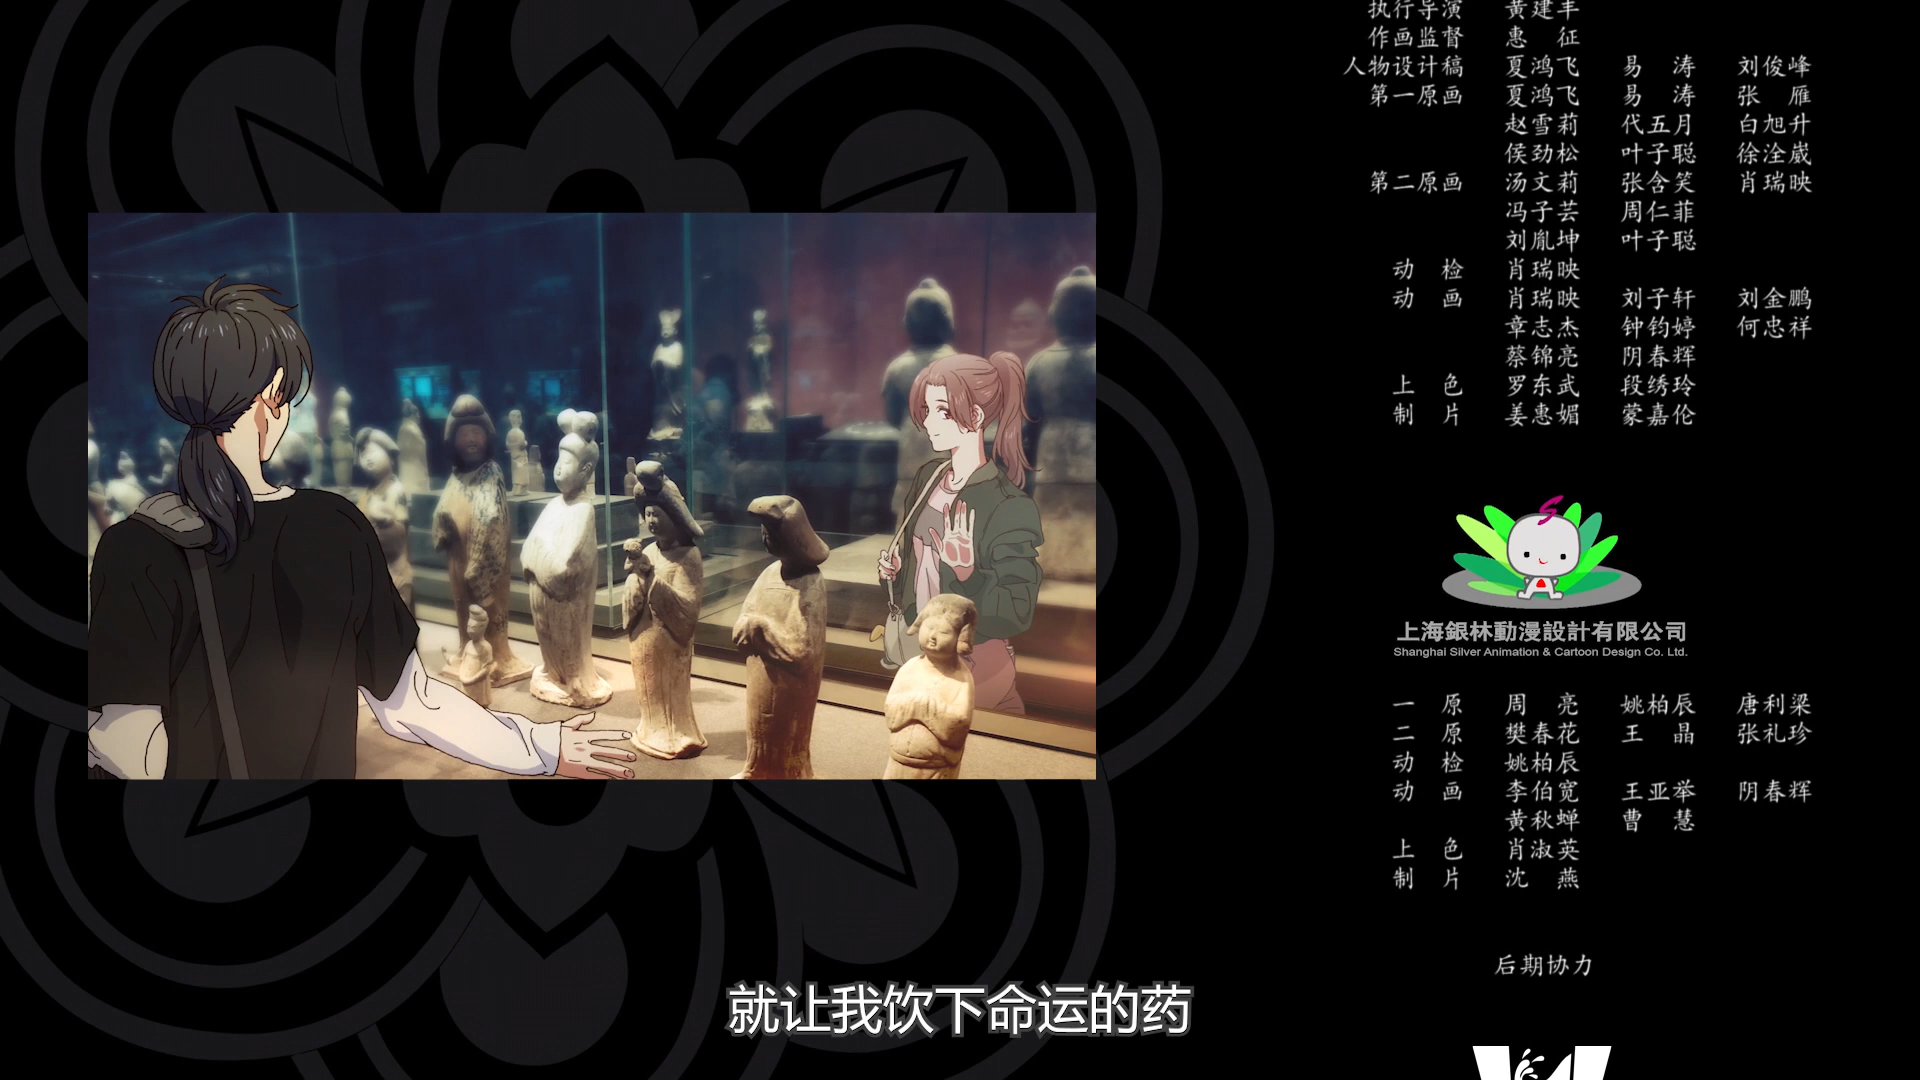 执行导演 黄建丰
作画监督 惠 征
人物设计稿 夏鸿飞 易 涛 刘俊峰
第一原画 夏鸿飞 易 涛 张 雁
赵雪莉 代五月 白旭升
侯劲松 叶子聪 徐洤崴
第二原画 汤文莉 张含笑 肖瑞映
冯子芸 周仁菲
刘胤坤 叶子聪
动 检 肖瑞映
动 画 肖瑞映 刘子轩 刘金鹏
章志杰 钟钧婷 何忠祥
蔡锦亮 阴春辉
上 色 罗东武 段绣玲
制 片 姜惠媚 蒙嘉伦
上海銀林動漫設計有限公司
Shanghai Silver Animation & Cartoon Design Co. Ltd.
一 原 周 亮 姚柏辰 唐利梁
二 原 樊春花 王 晶 张礼珍
动 检 姚柏辰
动 画 李伯宽 王亚举 阴春辉
黄秋蝉 曹 慧
上 色 肖淑英
制 片 沈 燕
后期协力
就让我饮下命运的药